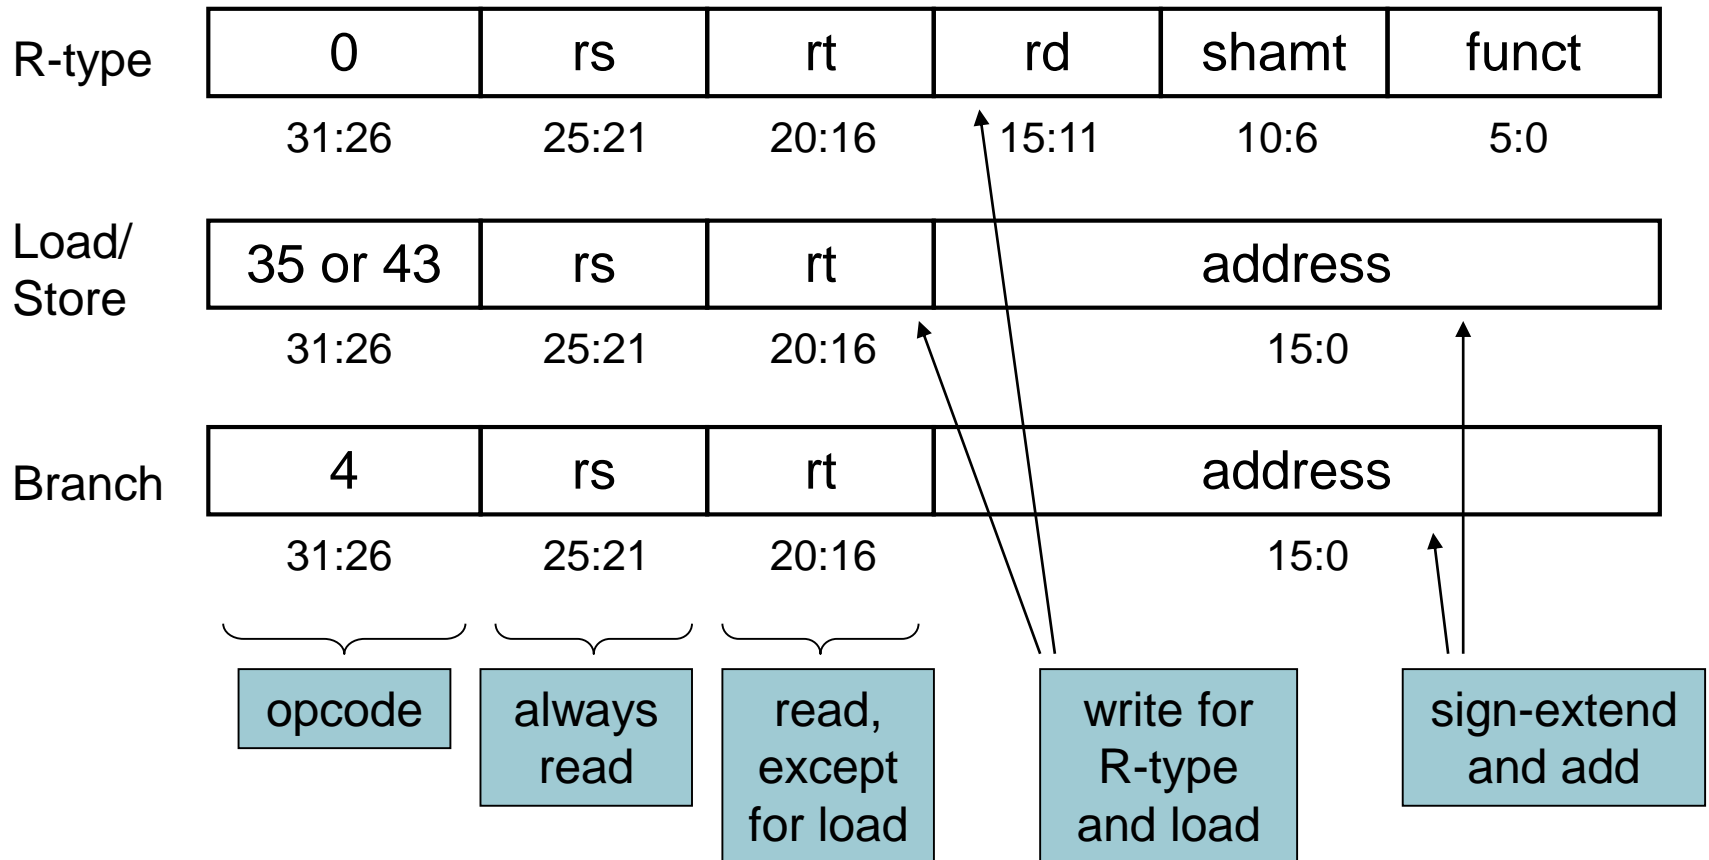 R-type 0 rs rt rd shamt funct
31:26 25:21 20:16 15:11 10:6 5:0
Load/
Store
35 or 43 rs rt address
31:26 25:21 20:16 15:0
Branch 4 rs rt address
31:26 25:21 20:16 15:0
opcode
always
read
read,
except
for load
write for
R-type
and load
sign-extend
and add